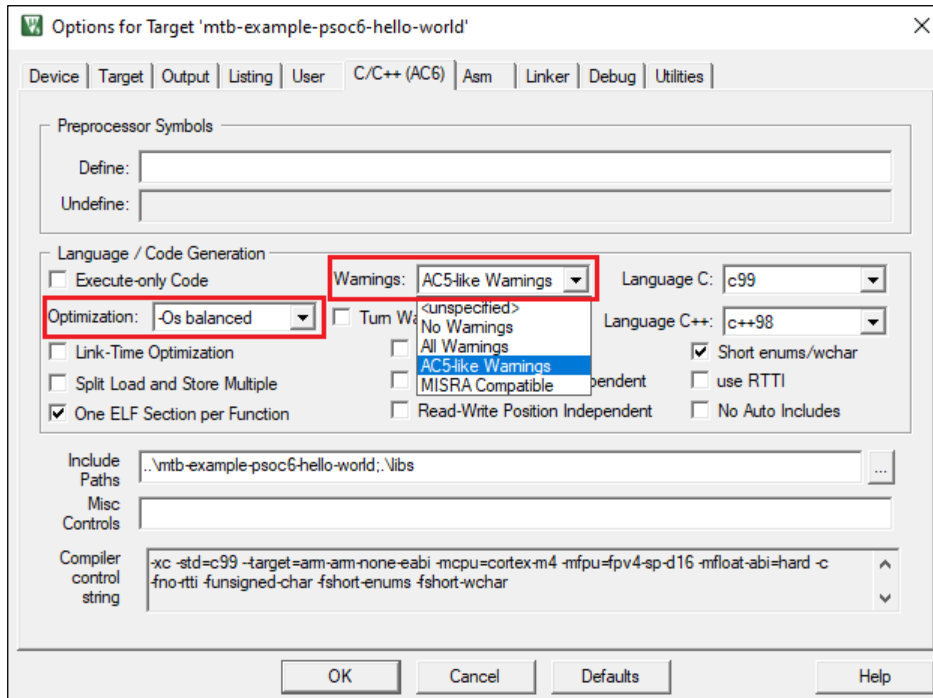 Options for Target 'mtb-example-psoc6-hello-world'
Device Target Output Listing User C/C++ (AC6) Asm Linker Debug Utilities
Preprocessor Symbols
Define:
Undefine:
Language / Code Generation
Execute-only Code Warnings: AC5-like Warnings Language C: c99
<unspecified>
Optimization: -Os balanced Turn Wa No Warnings Language C++: c++98
Link-Time Optimization All Warnings Short enums/wchar
AC5-like Warnings
Split Load and Store Multiple MISRA Compatible pendent use RTTI
One ELF Section per Function Read-Write Position Independent No Auto Includes
Include Paths ..\mtb-example-psoc6-hello-world;.\libs ...
Misc Controls
Compiler control string -xc -std=c99 --target=arm-arm-none-eabi -mcpu=cortex-m4 -mfpu=fpv4-sp-d16 -mfloat-abi=hard -c
-fno-rtti -funsigned-char -fshort-enums -fshort-wchar
OK Cancel Defaults Help